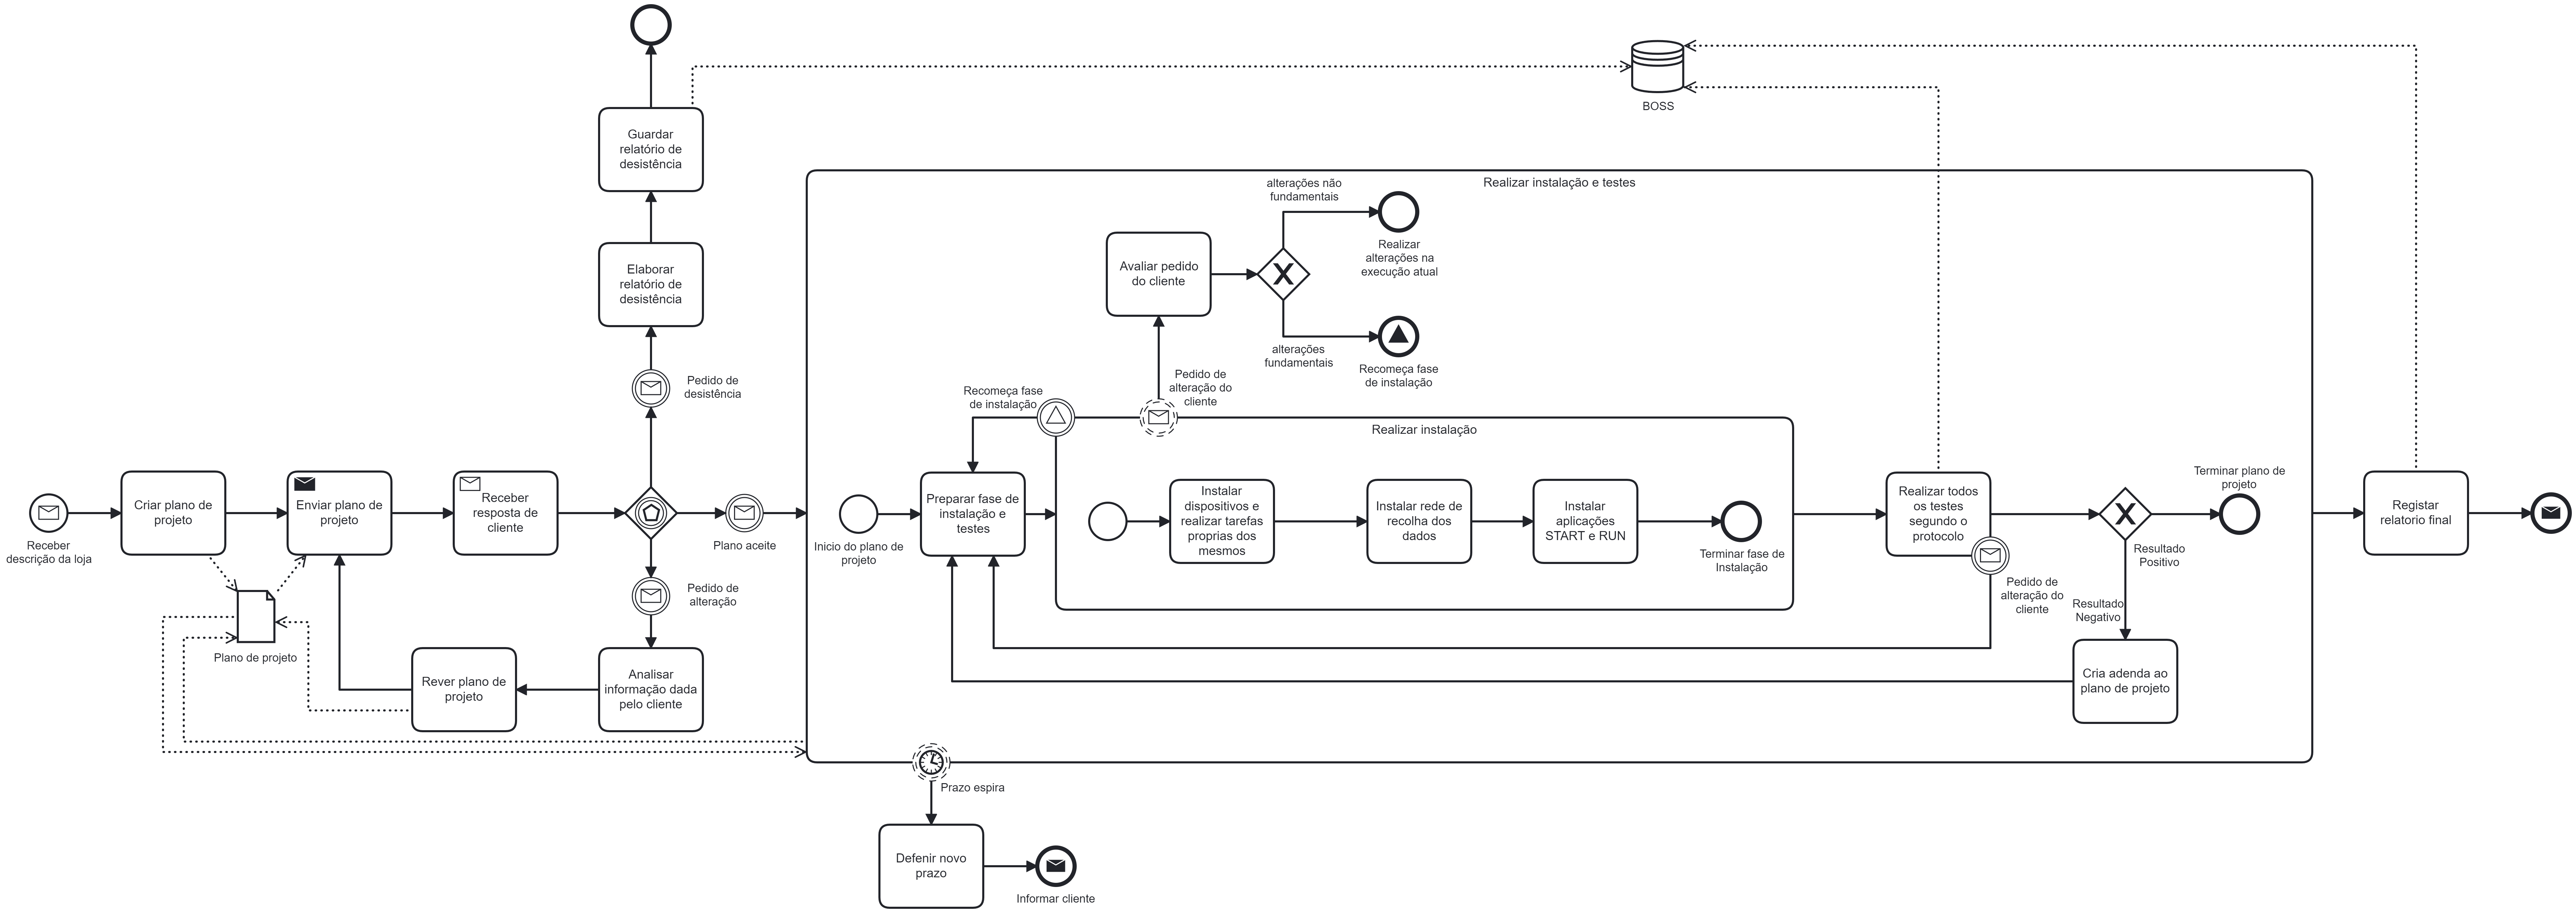 BOSS
Guardar
relatório de
desistência
Realizar instalação e testes
alterações não
fundamentais
Realizar
alterações na
execução atual
Avaliar pedido
do cliente
Elaborar
relatório de
desistência
alterações
fundamentais
Recomeça fase
de instalação
Pedido de
alteração do
cliente
Recomeça fase
de instalação
Pedido de
desistência
Realizar instalação
Receber
descrição da loja
Criar plano de
projeto
Enviar plano de
projeto
Receber
resposta de
cliente
Plano aceite
Inicio do plano de
projeto
Preparar fase de
instalação e
testes
Instalar
dispositivos e
realizar tarefas
proprias dos
mesmos
Instalar rede de
recolha dos
dados
Instalar
aplicações
START e RUN
Terminar fase de
Instalação
Realizar todos
os testes
segundo o
protocolo
Terminar plano de
projeto
Resultado
Positivo
Registar
relatorio final
Pedido de
alteração do
cliente
Resultado
Negativo
Pedido de
alteração
Plano de projeto
Rever plano de
projeto
Analisar
informação dada
pelo cliente
Cria adenda ao
plano de projeto
Prazo espira
Defenir novo
prazo
Informar cliente